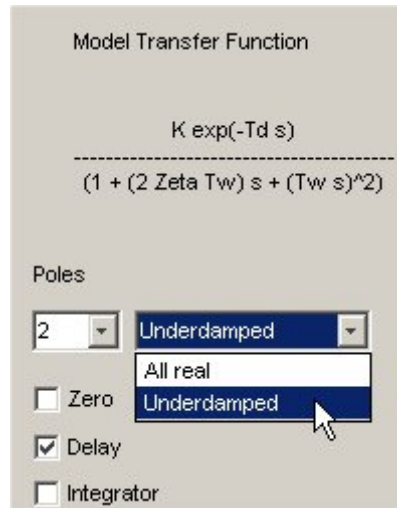 Model Transfer Function
K exp(-Td s)
---------------------------------------
(1 + (2 Zeta Tw) s + (Tw s)^2)
Poles
2 Underdamped
All real
Zero Underdamped
Delay
Integrator